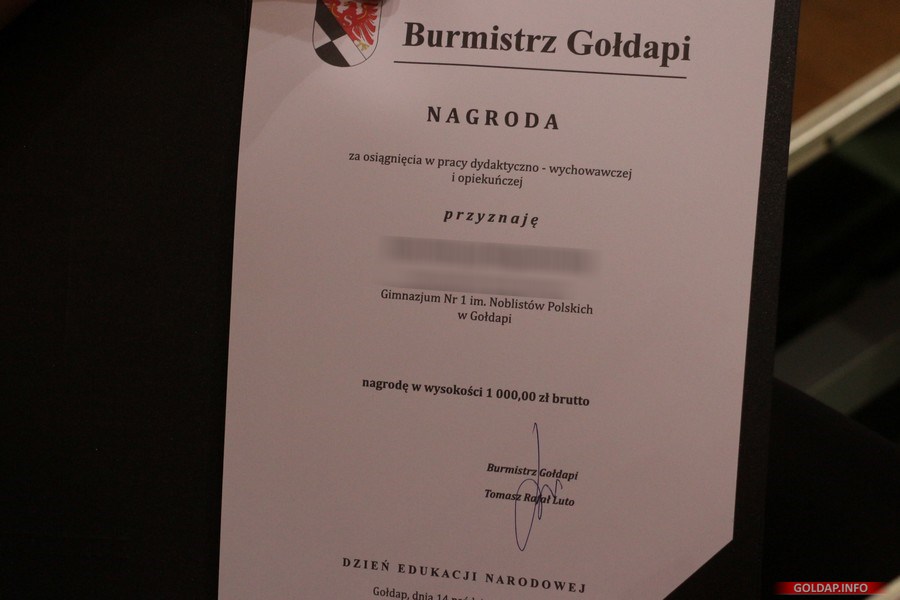 Burmistrz Gołdapi
NAGRODA
za osiągnięcia w pracy dydaktyczno - wychowawczej
i opiekuńczej
przyznaję
Gimnazjum Nr 1 im. Noblistów Polskich
w Gołdapi
nagrodę w wysokości 1 000,00 zł brutto
Burmistrz Gołdapi
Tomasz Rafał Luto
DZIEŃ EDUKACJI NARODOWEJ
Gołdap, dnia 14
GOLDAP.INFO